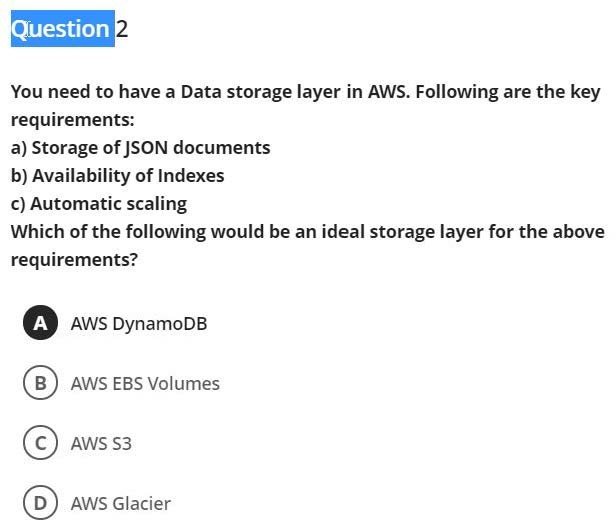 Question 2
You need to have a Data storage layer in AWS. Following are the key
requirements:
a) Storage of JSON documents
b) Availability of Indexes
c) Automatic scaling
Which of the following would be an ideal storage layer for the above
requirements?
A AWS DynamoDB
B AWS EBS Volumes
C AWS S3
D AWS Glacier